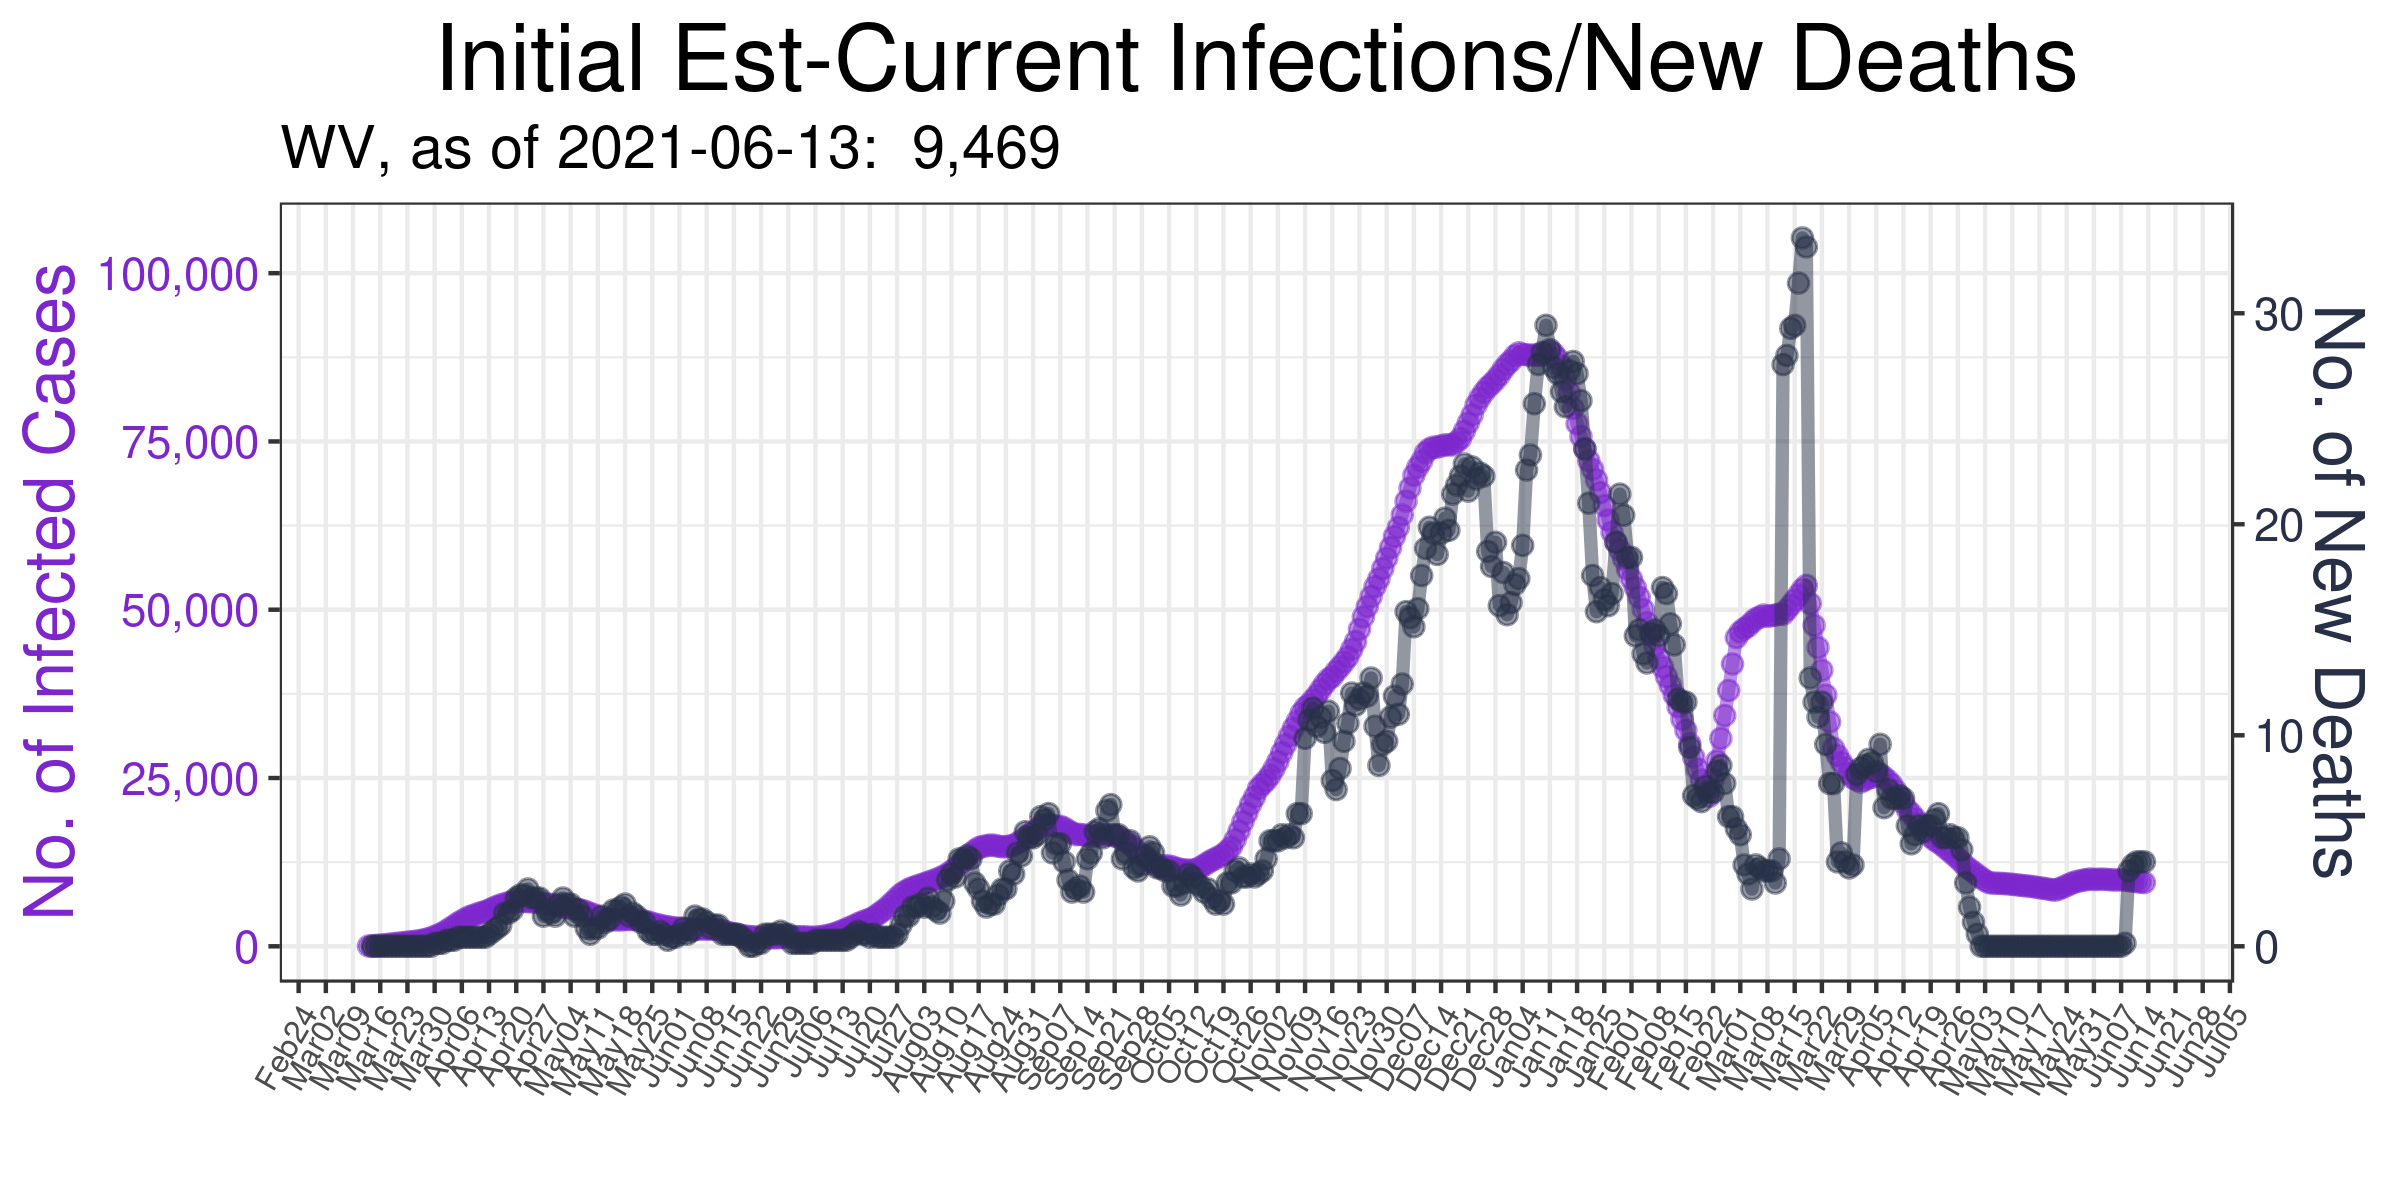 Initial Est-Current Infections/New Deaths
WV, as of 2021-06-13: 9,469
No. of Infected Cases
100,000
75,000
50,000
25,000
0
30
20
10
0
No. of New Deaths
Feb24
Mar02
Mar09
Mar16
Mar23
Mar30
Apr06
Apr13
Apr20
Apr27
May04
May11
May18
May25
Jun01
Jun08
Jun15
Jun22
Jun29
Jul06
Jul13
Jul20
Jul27
Aug03
Aug10
Aug17
Aug24
Aug31
Sep07
Sep14
Sep21
Sep28
Oct05
Oct12
Oct19
Oct26
Nov02
Nov09
Nov16
Nov23
Nov30
Dec07
Dec14
Dec21
Dec28
Dec04
Jan11
Jan18
Jan25
Feb01
Feb08
Feb15
Feb22
Mar01
Mar08
Mar15
Mar22
Mar29
Apr05
Apr12
Apr19
Apr26
May03
May10
May17
May24
May31
May07
Jun14
Jun21
Jun28
Jul05